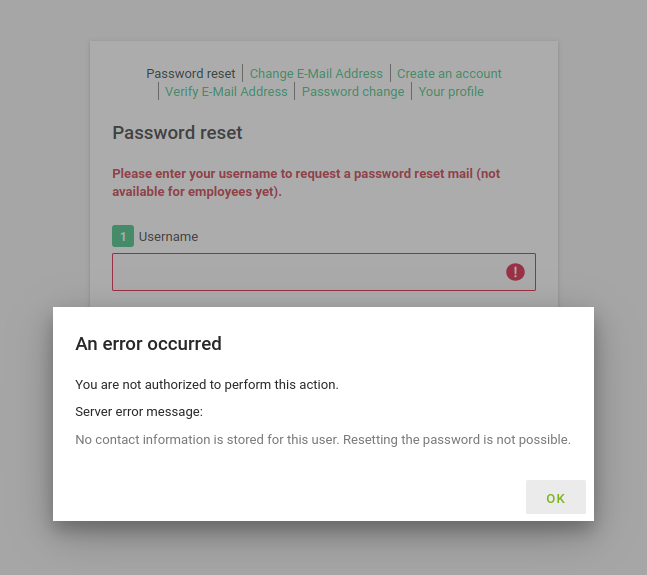 Password reset | Change E-Mail Address | Create an account
| Verify E-Mail Address | Password change | Your profile
Password reset
Please enter your username to request a password reset mail (not
available for employees yet).
1 Username
!
An error occurred
You are not authorized to perform this action.
Server error message:
No contact information is stored for this user. Resetting the password is not possible.
OK